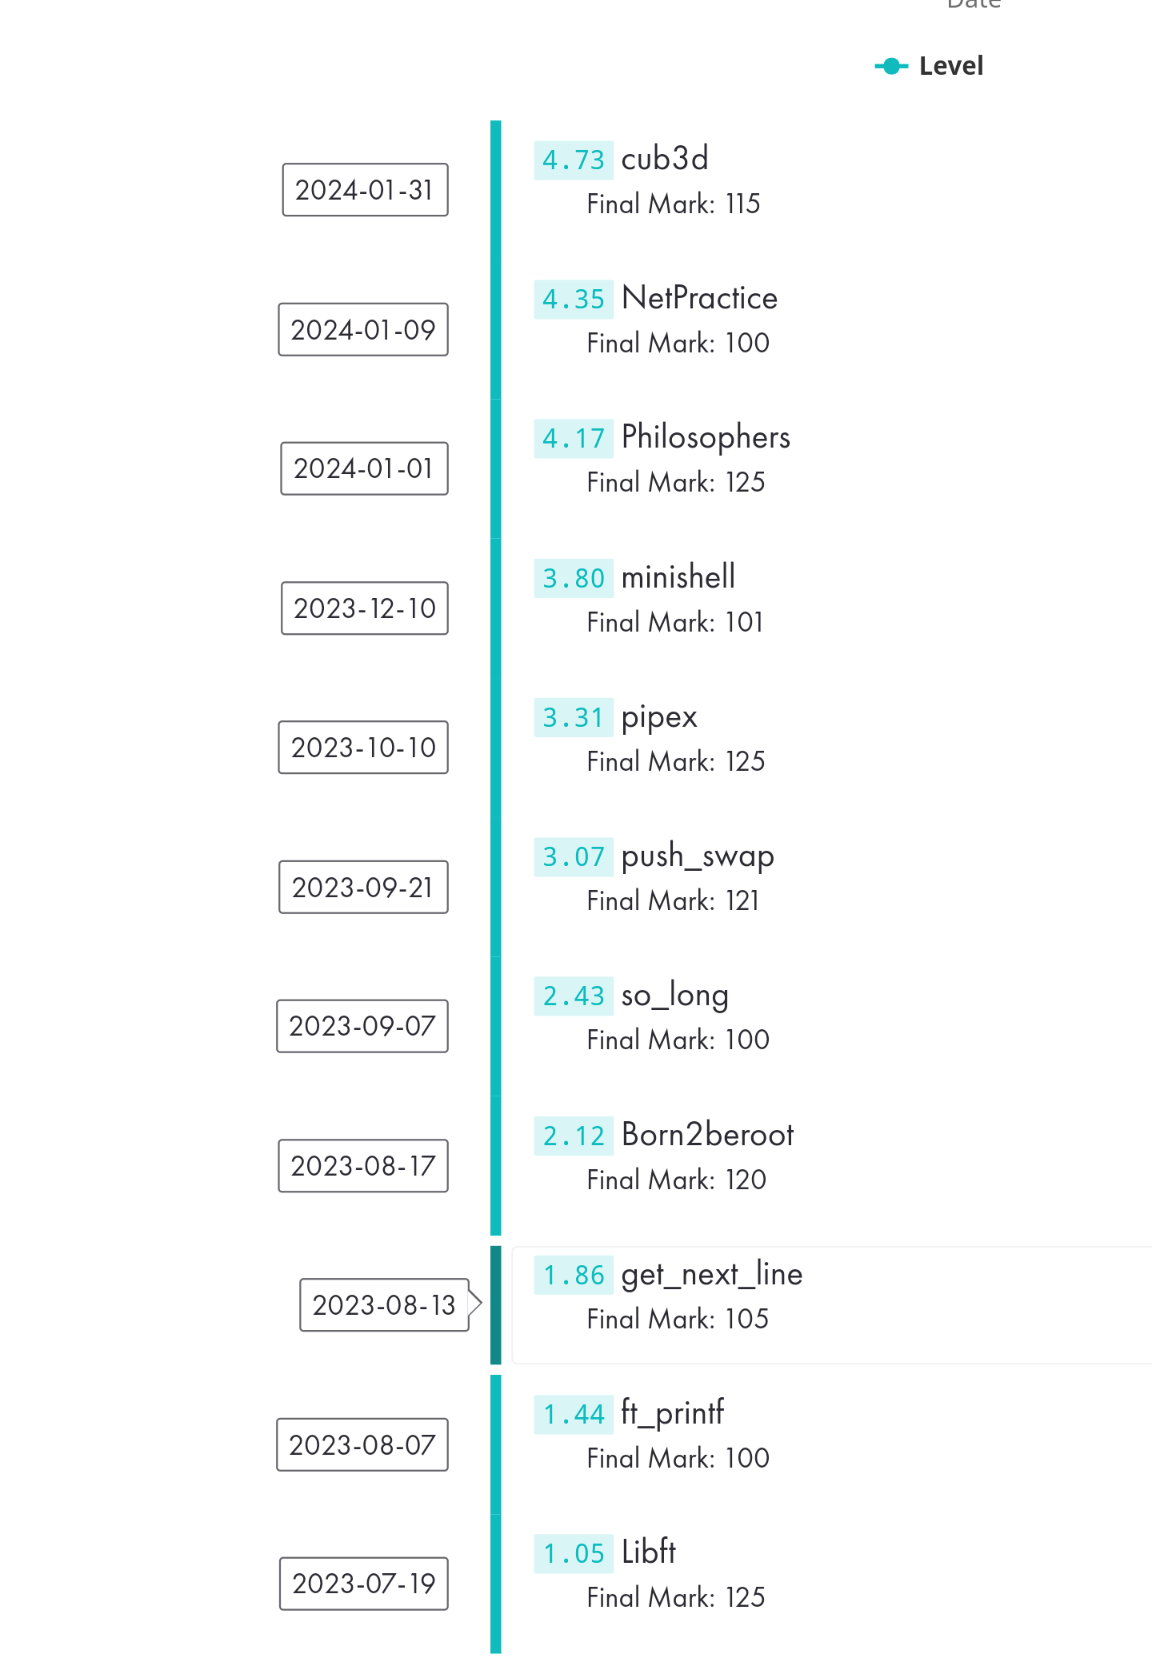 Date
Level
2024-01-31
4.73 cub3d
Final Mark: 115
2024-01-09
4.35 NetPractice
Final Mark: 100
2024-01-01
4.17 Philosophers
Final Mark: 125
2023-12-10
3.80 minishell
Final Mark: 101
2023-10-10
3.31 pipex
Final Mark: 125
2023-09-21
3.07 push_swap
Final Mark: 121
2023-09-07
2.43 so_long
Final Mark: 100
2023-08-17
2.12 Born2beroot
Final Mark: 120
2023-08-13
1.86 get_next_line
Final Mark: 105
2023-08-07
1.44 ft_printf
Final Mark: 100
2023-07-19
1.05 Libft
Final Mark: 125